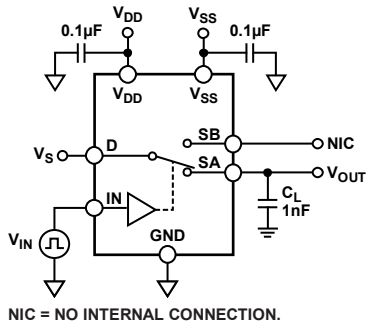 VDD VSS
0.1µF 0.1µF
VDD VSS
SB NIC
VS D
SA VOUT
IN CL
1nF
VIN GND
NIC = NO INTERNAL CONNECTION.